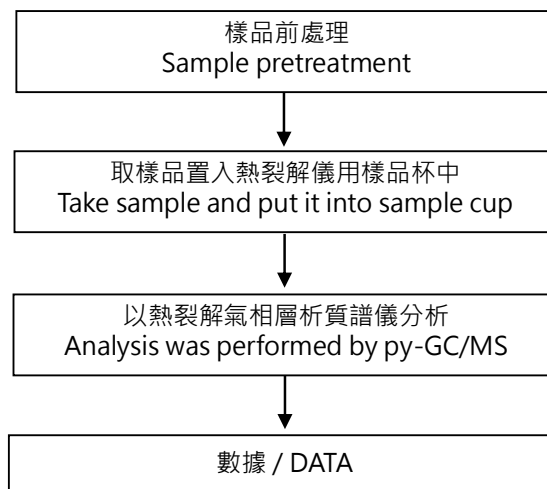 樣品前處理
Sample pretreatment
取樣品置入熱裂解儀用樣品杯中
Take sample and put it into sample cup
以熱裂解氣相層析質譜儀分析
Analysis was performed by py-GC/MS
數據 / DATA